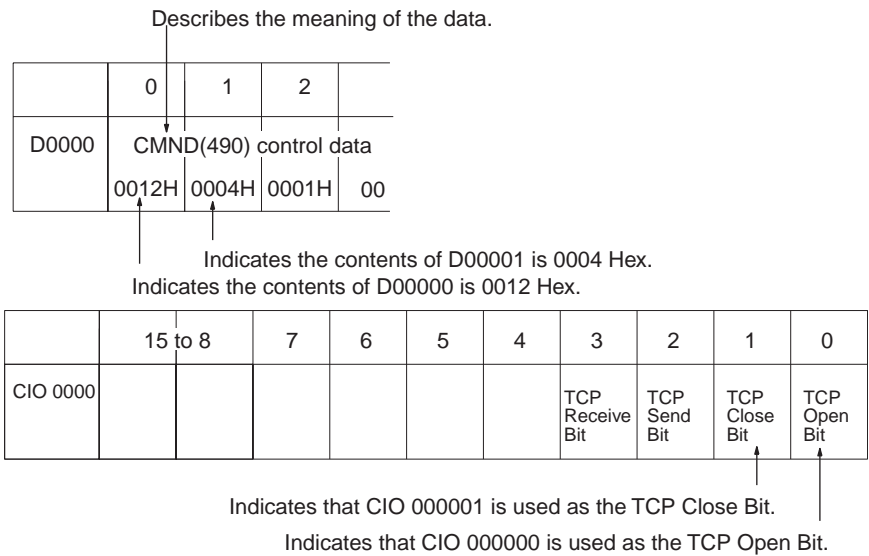 Describes the meaning of the data.
0 1 2
D0000 CMND(490) control data
0012H 0004H 0001H 00
Indicates the contents of D00001 is 0004 Hex.
Indicates the contents of D00000 is 0012 Hex.
15 to 8 7 6 5 4 3 2 1 0
CIO 0000 TCP Receive Bit TCP Send Bit TCP Close Bit TCP Open Bit
Indicates that CIO 000001 is used as the TCP Close Bit.
Indicates that CIO 000000 is used as the TCP Open Bit.